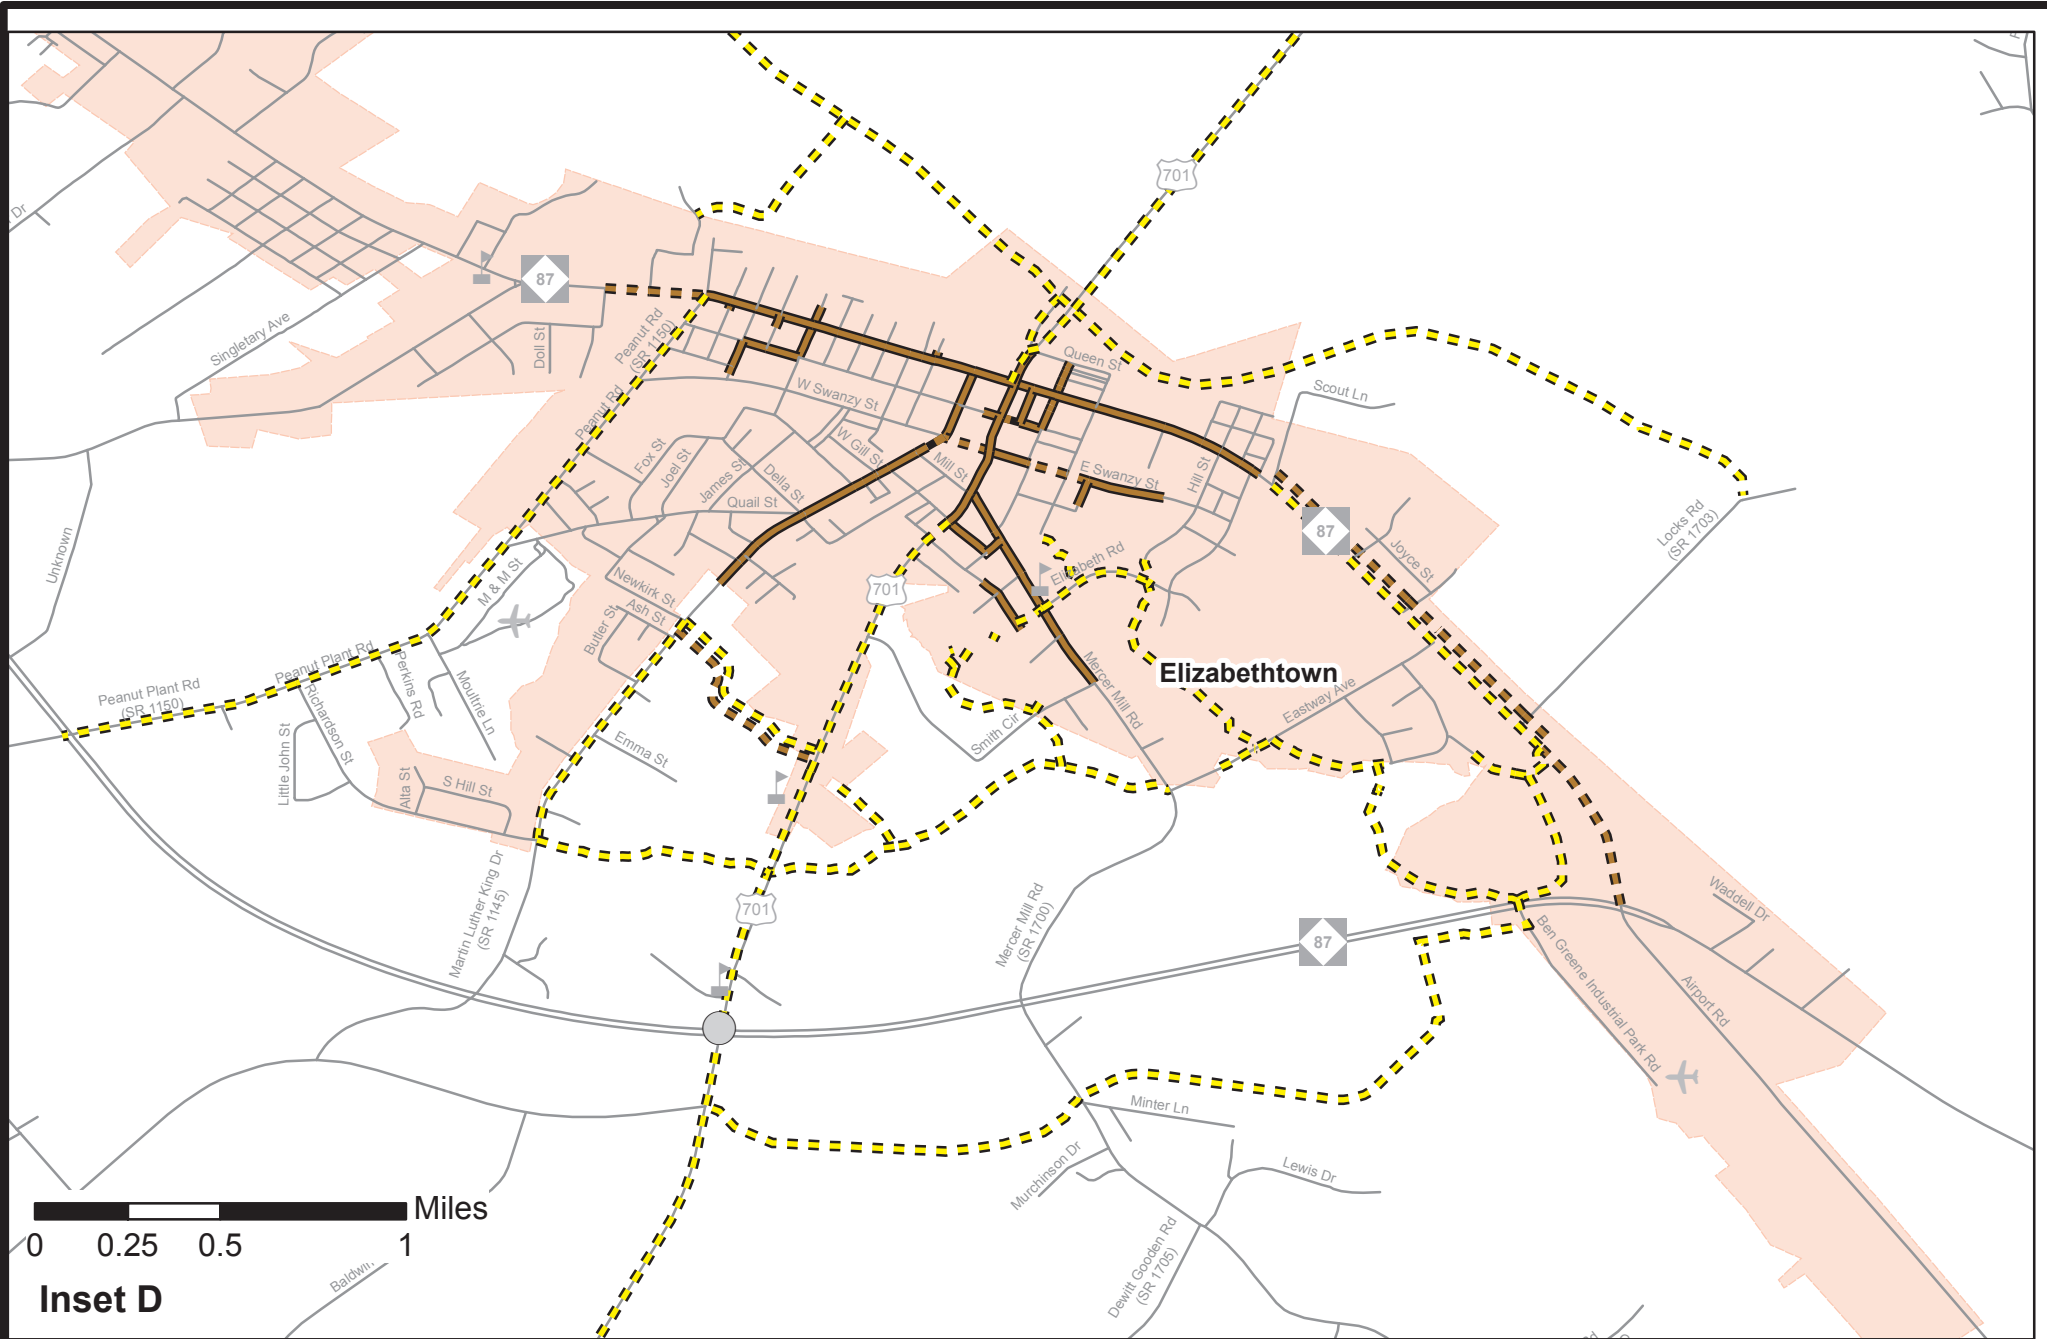 Dr
701
87
Singletary Ave
Doll St
Peanut Rd
(SR 1150)
Peanut Rd
Queen St
Scout Ln
W Swanzy St
W Gill St
Mill St
E Swanzy St
Hill St
Fox St
Joel St
James St
Della St
Quail St
87
Locks Rd
(SR 1703)
Joyce St
Unknown
M & M St
Newkirk St
Ash St
Butler St
701
Elizabeth Rd
Elizabethtown
Mercer Mill Rd
Eastway Ave
Smith Cir
Peanut Plant Rd
Peanut Plant Rd
(SR 1150)
Perkins Rd
Moultrie Ln
Richardson St
Little John St
Alta St
S Hill St
Emma St
Martin Luther King Dr
(SR 1145)
701
Mercer Mill Rd
(SR 1700)
87
Waddell Dr
Ben Greene Industrial Park Rd
Airport Rd
Minter Ln
Murchinson Dr
Lewis Dr
Dewitt Gooden Rd
(SR 1705)
Miles
0 0.25 0.5 1
Baldwin
Inset D